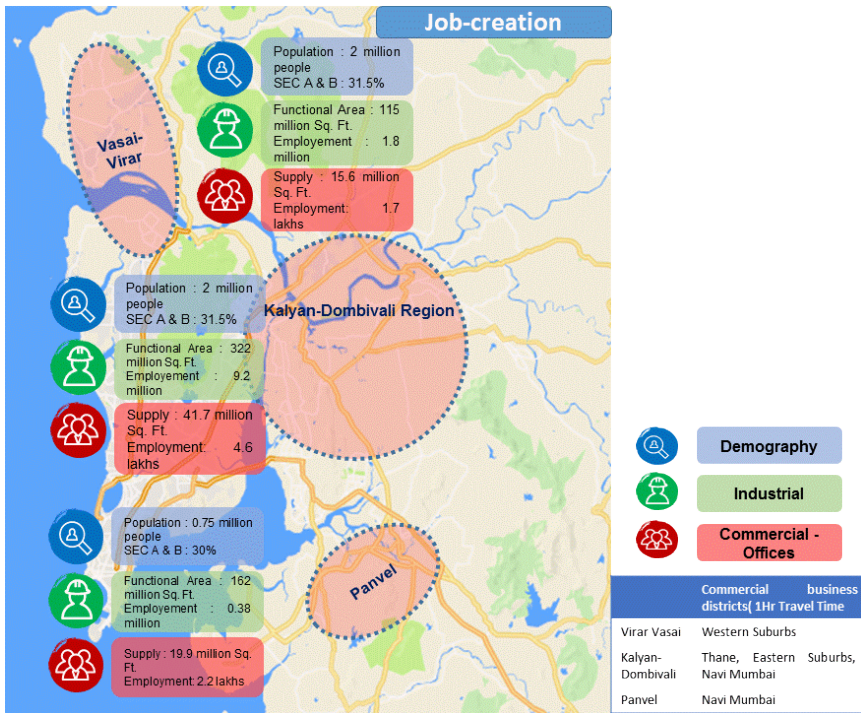 Job-creation
Population : 2 million
people
SEC A & B : 31.5%
Functional Area : 115
million Sq. Ft.
Employement : 1.8
million
Supply : 15.6 million
Sq. Ft.
Employment: 1.7
lakhs
Vasai-
Virar
Population : 2 million
people
SEC A & B : 31.5%
Functional Area : 322
million Sq. Ft.
Employement : 9.2
million
Supply : 41.7 million
Sq. Ft.
Employment: 4.6
lakhs
Kalyan-Dombivali Region
Population : 0.75 million
people
SEC A & B : 30%
Functional Area : 162
million Sq. Ft.
Employement : 0.38
million
Supply : 19.9 million Sq.
Ft.
Employment: 2.2 lakhs
Panvel
Demography
Industrial
Commercial -
Offices
Commercial business
districts( 1Hr Travel Time
Virar Vasai Western Suburbs
Kalyan- Thane, Eastern Suburbs,
Dombivali Navi Mumbai
Panvel Navi Mumbai